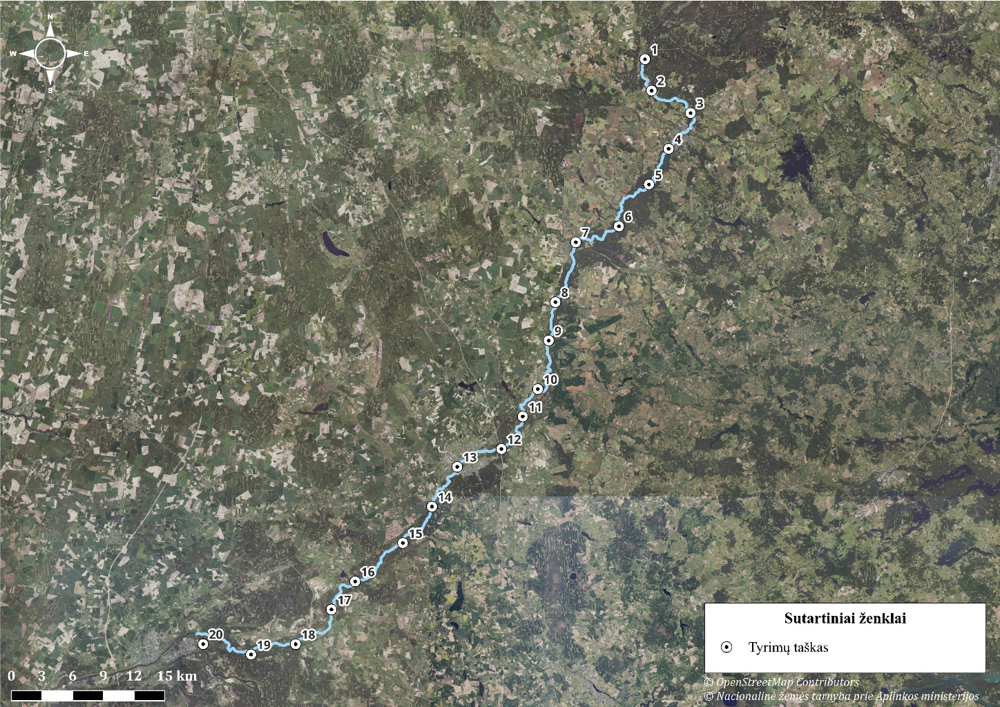 N
W E
S
1
2
3
4
5
6
7
8
9
10
11
12
13
14
15
16
17
18
19
20
0 3 6 9 12 15 km
Sutartiniai ženklai
Tyrimų taškas
© OpenStreetMap Contributors
© Nacionalinė žemės tarnyba prie Aplinkos ministerijos